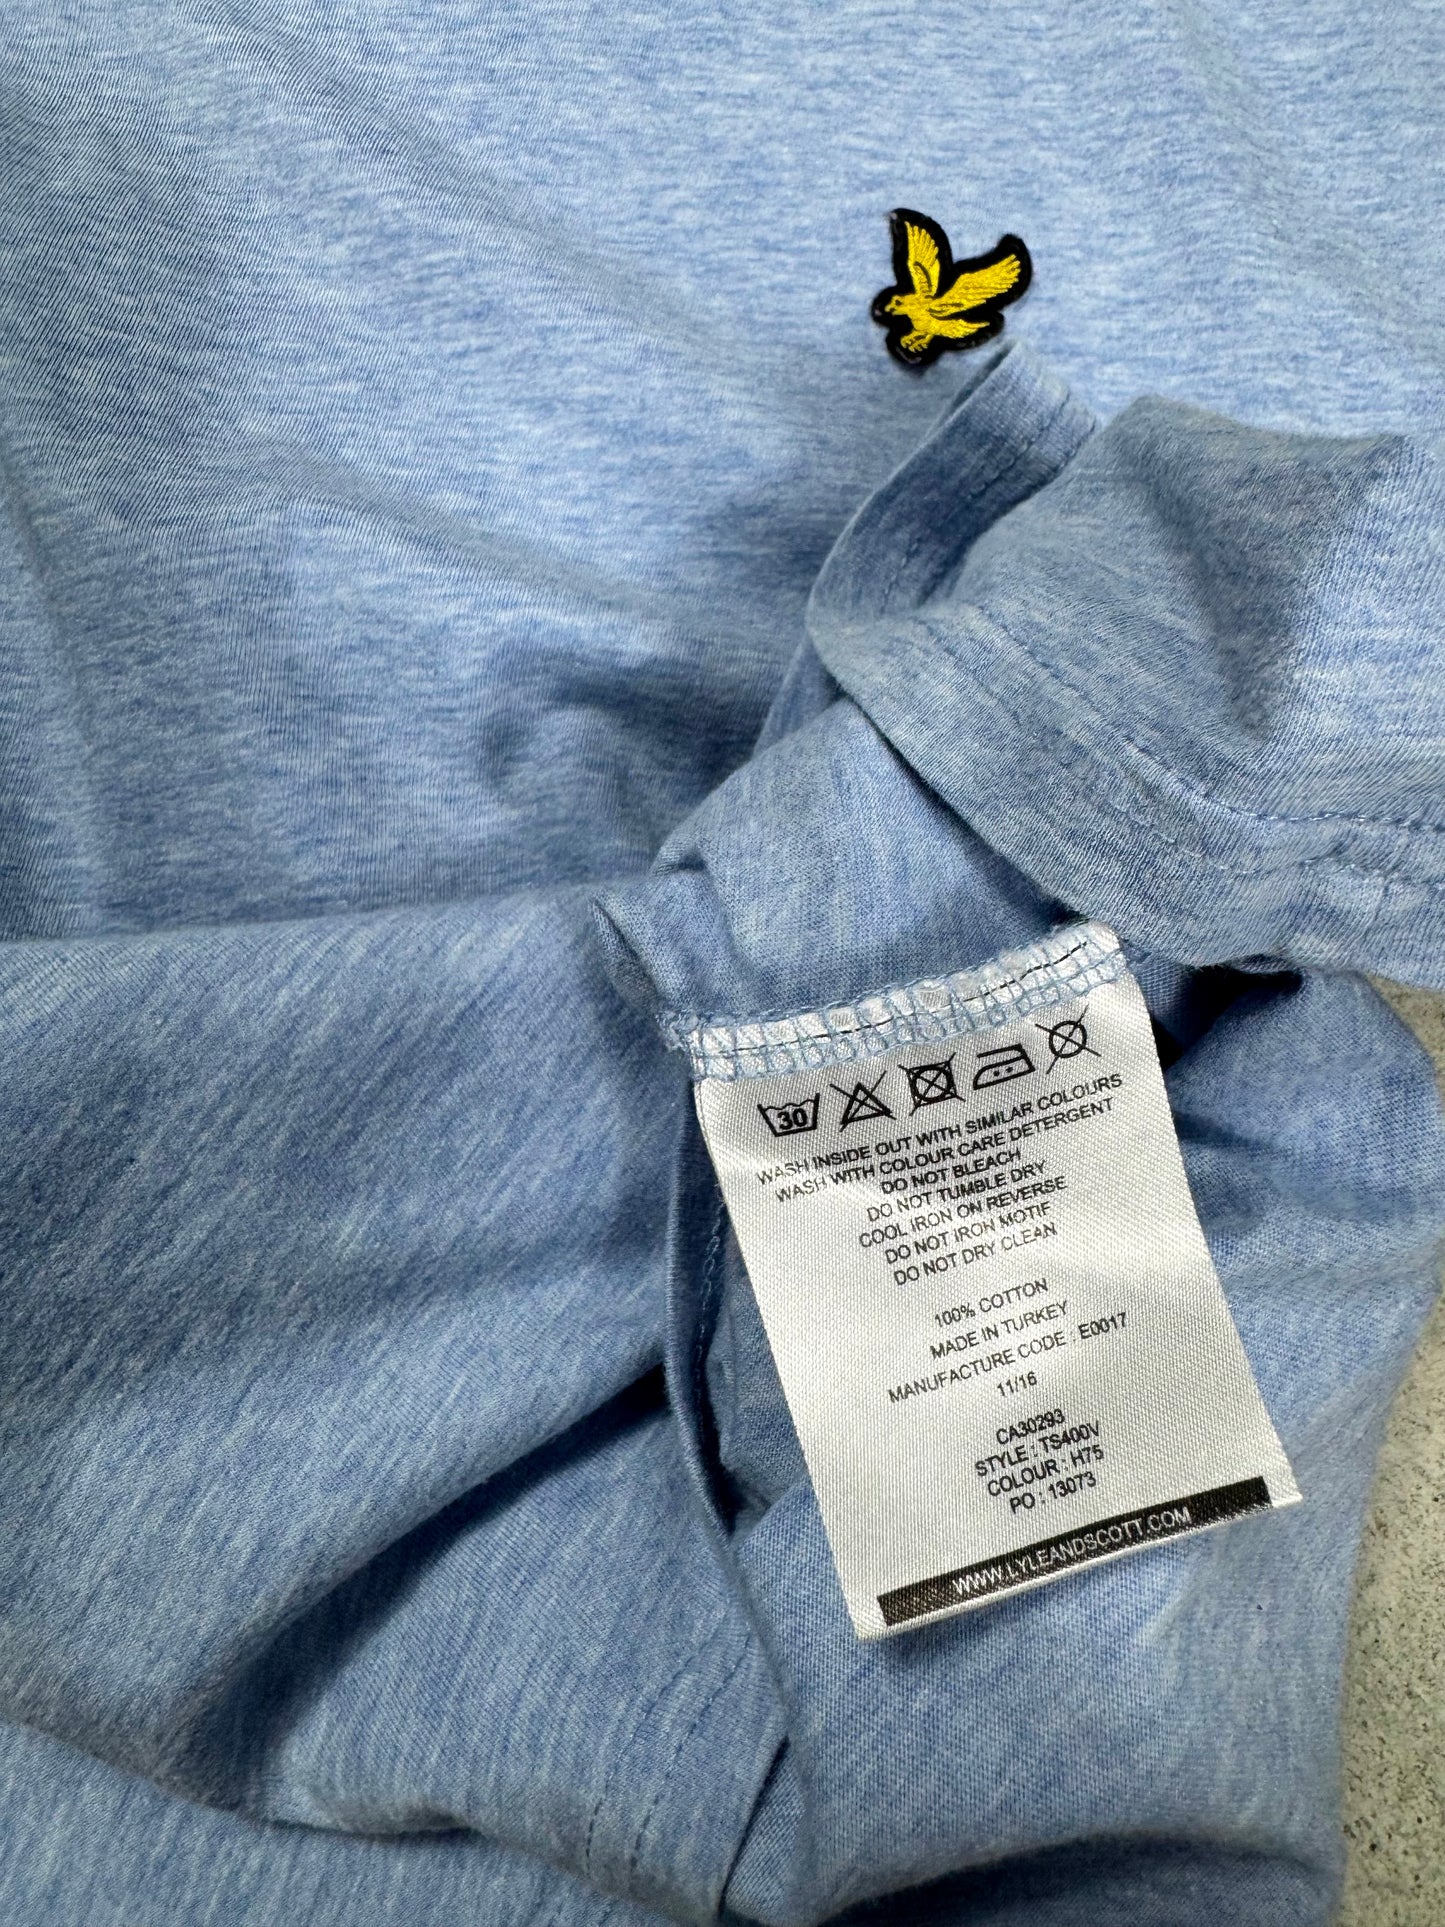 30
WASH INSIDE OUT WITH SIMILAR COLOURS
WASH WITH COLOUR CARE DETERGENT
DO NOT BLEACH
DO NOT TUMBLE DRY
COOL IRON ON REVERSE
DO NOT IRON MOTIF
DO NOT DRY CLEAN
100% COTTON
MADE IN TURKEY
MANUFACTURE CODE : E0017
11/16
CA30293
STYLE : TS400V
COLOUR : H75
PO : 13073
WWW.LYLEANDSCOTT.COM